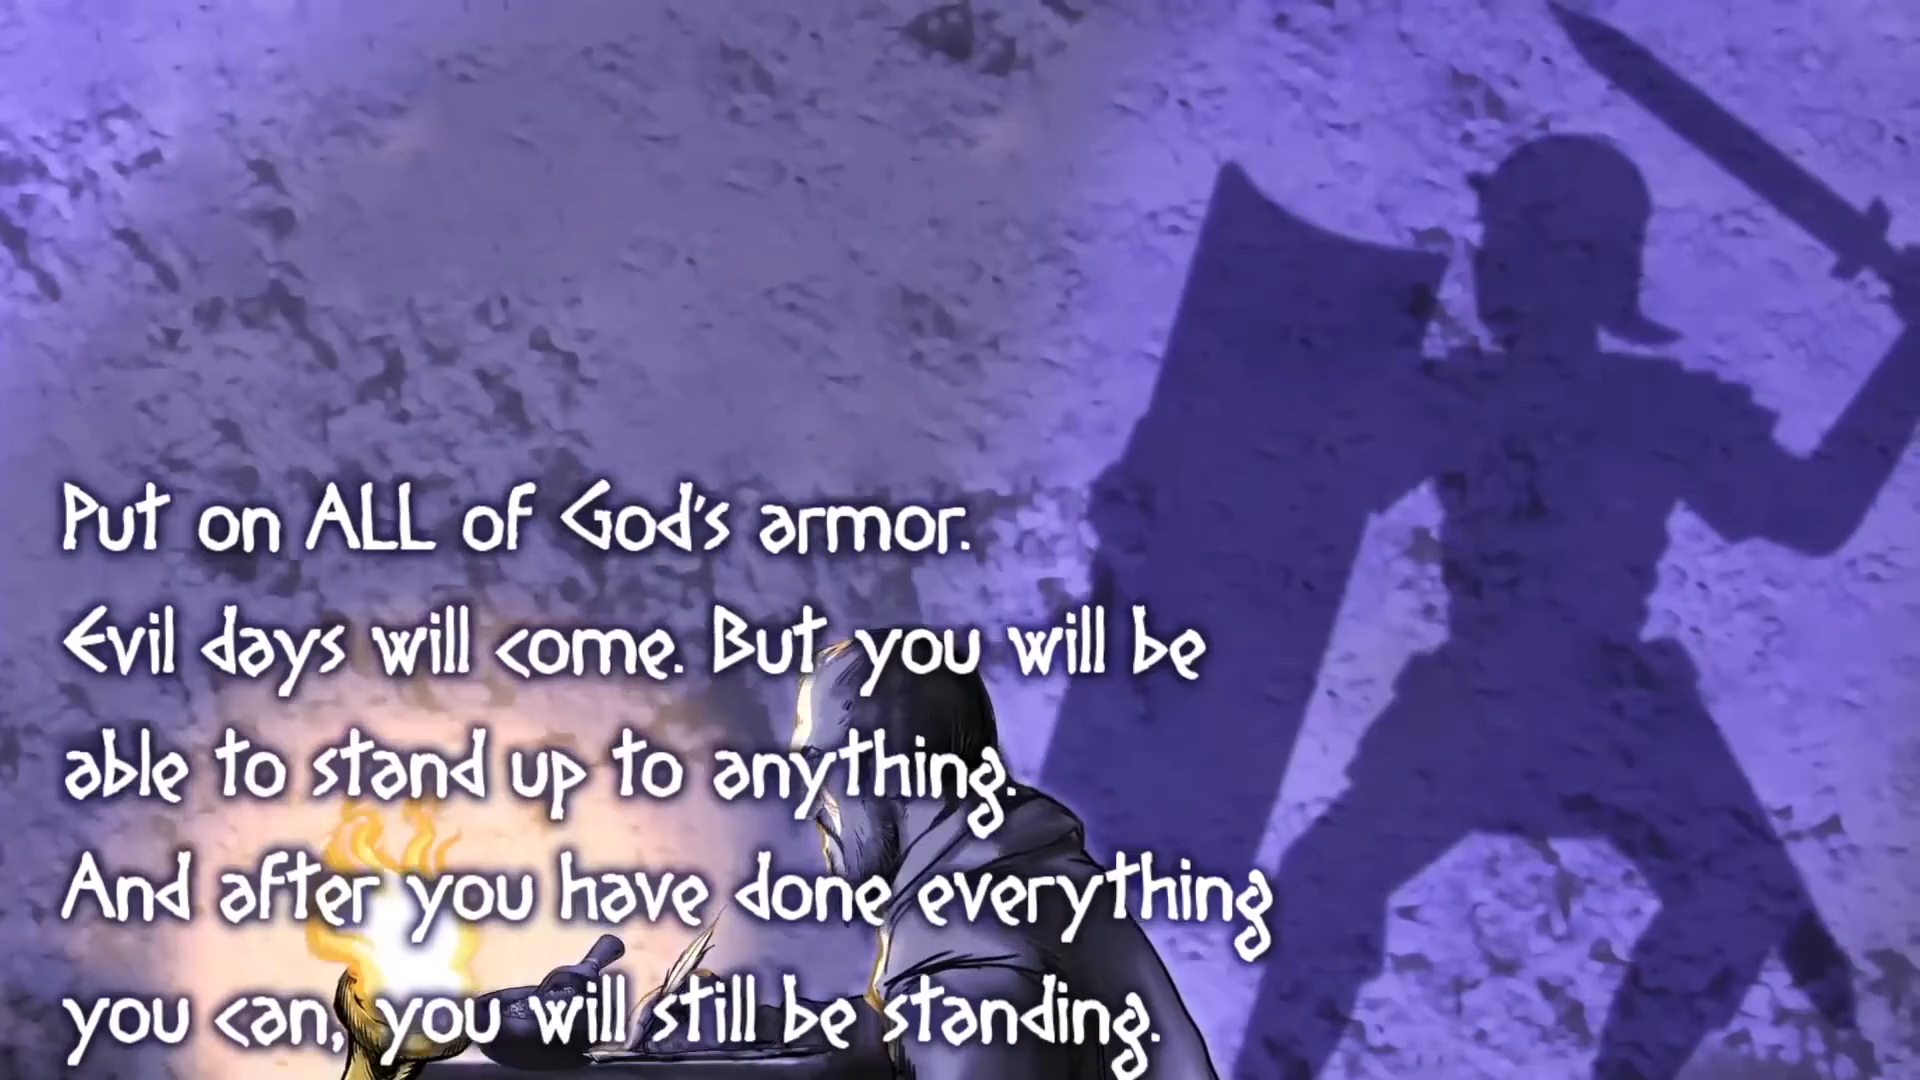 Put on ALL of God's armor.
Evil days will come. But you will be
able to stand up to anything.
And after you have done everything
you can, you will still be standing.